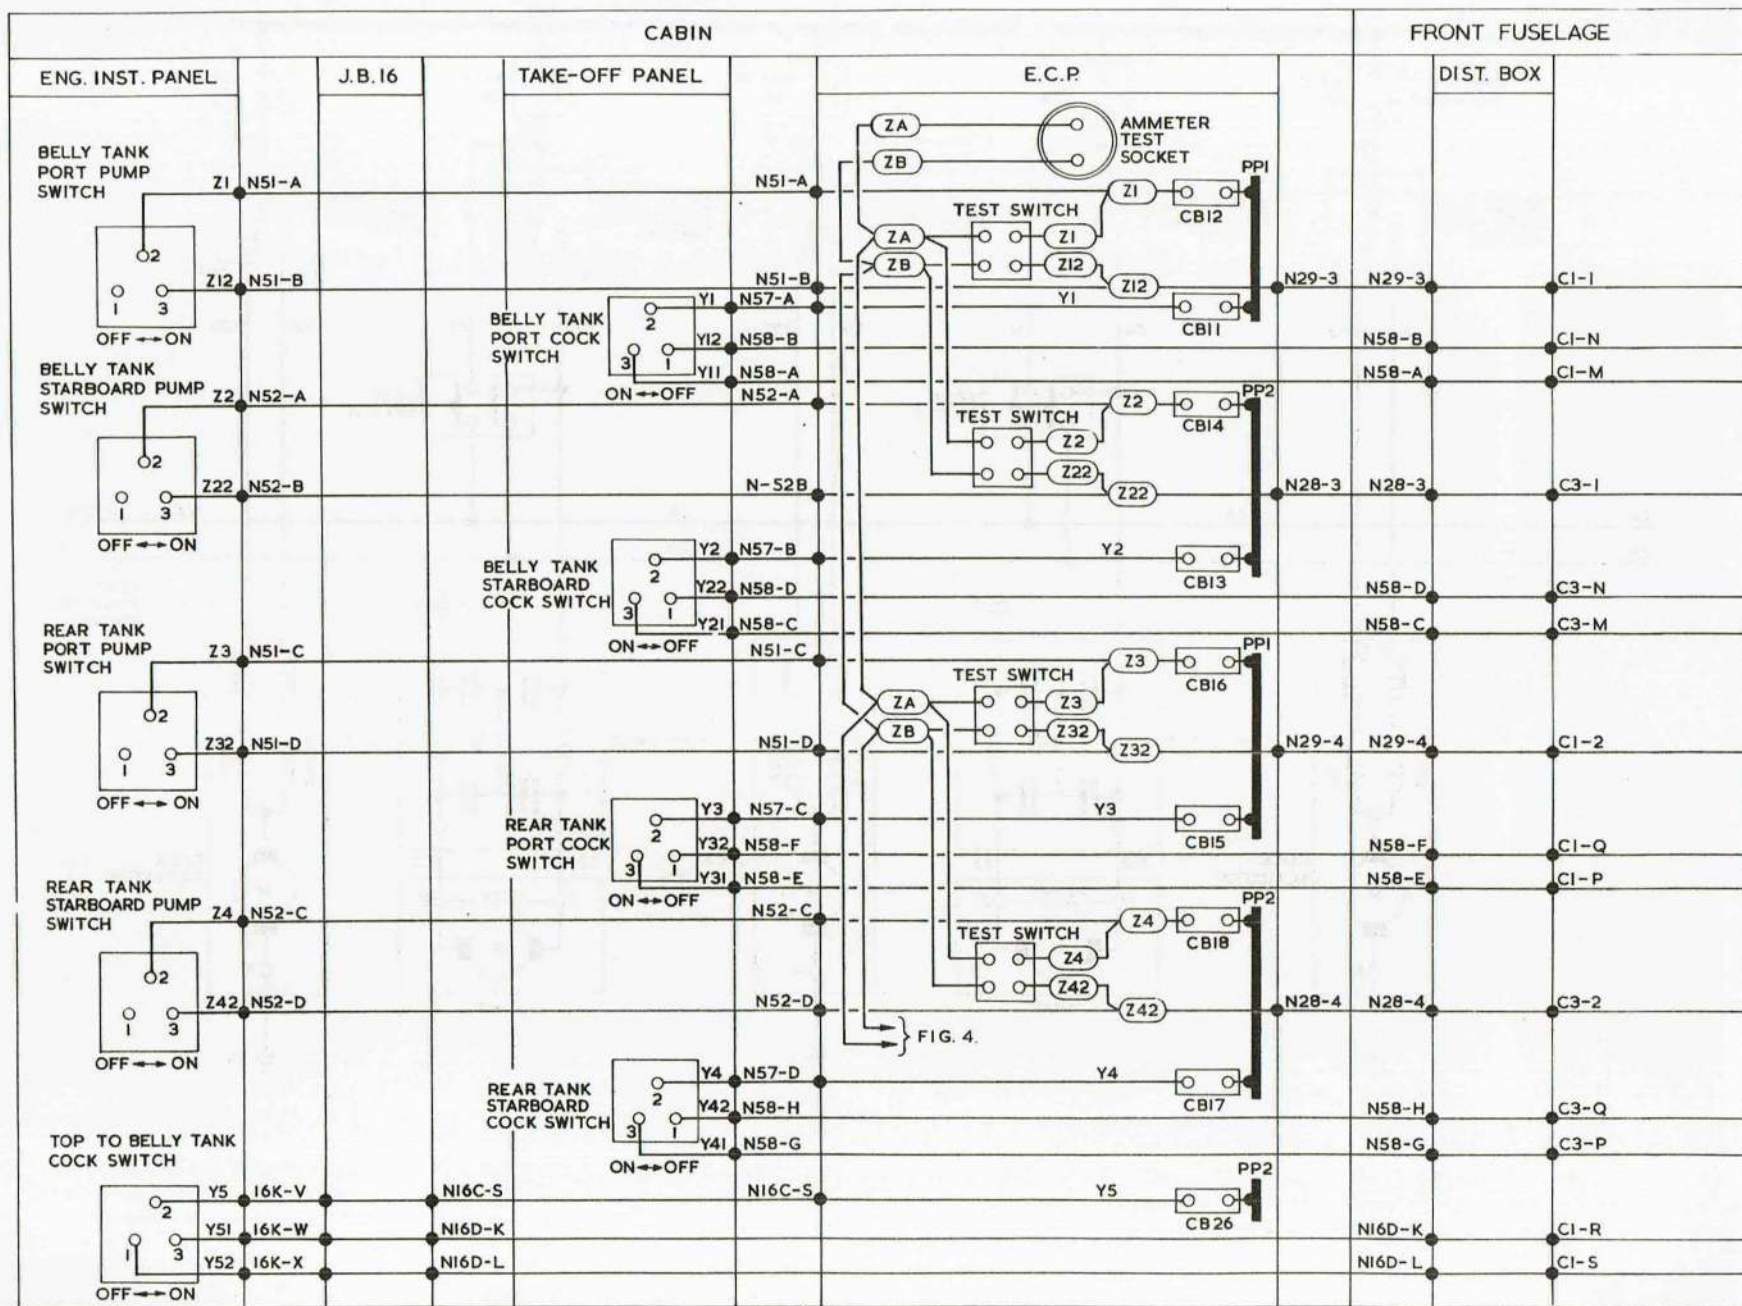 CABIN
FRONT FUSELAGE
ENG. INST. PANEL
J.B.16
TAKE-OFF PANEL
E.C.P.
DIST. BOX
ZA
AMMETER
TEST
SOCKET
ZB
BELLY TANK
PORT PUMP
SWITCH
Z1
N51-A
N51-A
Z1
CB12
PP1
TEST SWITCH
ZA
Z1
ZB
Z12
2
1
3
OFF ↔ ON
Z12
N51-B
N51-B
Z12
N29-3
N29-3
C1-1
BELLY TANK
PORT COCK
SWITCH
2
3
1
ON ↔ OFF
Y1
N57-A
Y1
CB11
Y12
N58-B
N58-B
C1-N
Y11
N58-A
N58-A
C1-M
BELLY TANK
STARBOARD PUMP
SWITCH
Z2
N52-A
N52-A
Z2
CB14
PP2
TEST SWITCH
Z2
Z22
2
1
3
OFF ↔ ON
Z22
N52-B
N-52B
Z22
N28-3
N28-3
C3-1
BELLY TANK
STARBOARD
COCK SWITCH
2
3
1
ON ↔ OFF
Y2
N57-B
Y2
CB13
Y22
N58-D
N58-D
C3-N
Y21
N58-C
N58-C
C3-M
REAR TANK
PORT PUMP
SWITCH
Z3
N51-C
N51-C
Z3
CB16
PP1
TEST SWITCH
ZA
Z3
ZB
Z32
2
1
3
OFF ↔ ON
Z32
N51-D
N51-D
Z32
N29-4
N29-4
C1-2
REAR TANK
PORT COCK
SWITCH
2
3
1
ON ↔ OFF
Y3
N57-C
Y3
CB15
Y32
N58-F
N58-F
C1-Q
Y31
N58-E
N58-E
C1-P
REAR TANK
STARBOARD PUMP
SWITCH
Z4
N52-C
N52-C
Z4
CB18
PP2
TEST SWITCH
Z4
Z42
2
1
3
OFF ↔ ON
Z42
N52-D
N52-D
Z42
N28-4
N28-4
C3-2
FIG. 4.
REAR TANK
STARBOARD
COCK SWITCH
2
3
1
ON ↔ OFF
Y4
N57-D
Y4
CB17
Y42
N58-H
N58-H
C3-Q
Y41
N58-G
N58-G
C3-P
TOP TO BELLY TANK
COCK SWITCH
2
1
3
OFF ↔ ON
Y5
16K-V
N16C-S
N16C-S
Y5
CB26
PP2
Y51
16K-W
N16D-K
N16D-K
C1-R
Y52
16K-X
N16D-L
N16D-L
C1-S